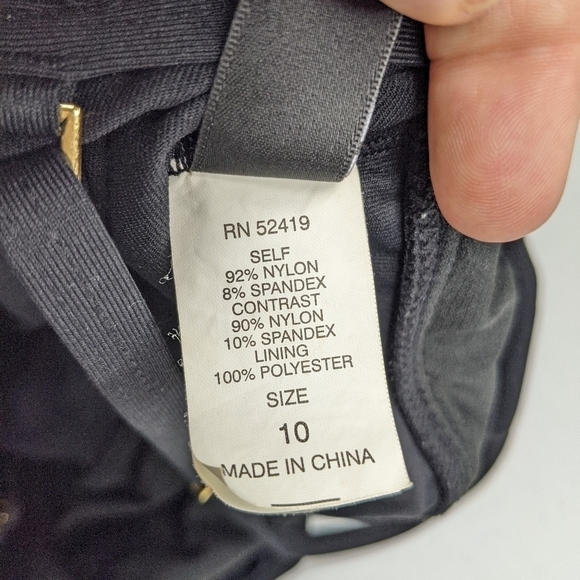 RN 52419
SELF
92% NYLON
8% SPANDEX
CONTRAST
90% NYLON
10% SPANDEX
LINING
100% POLYESTER
SIZE
10
MADE IN CHINA